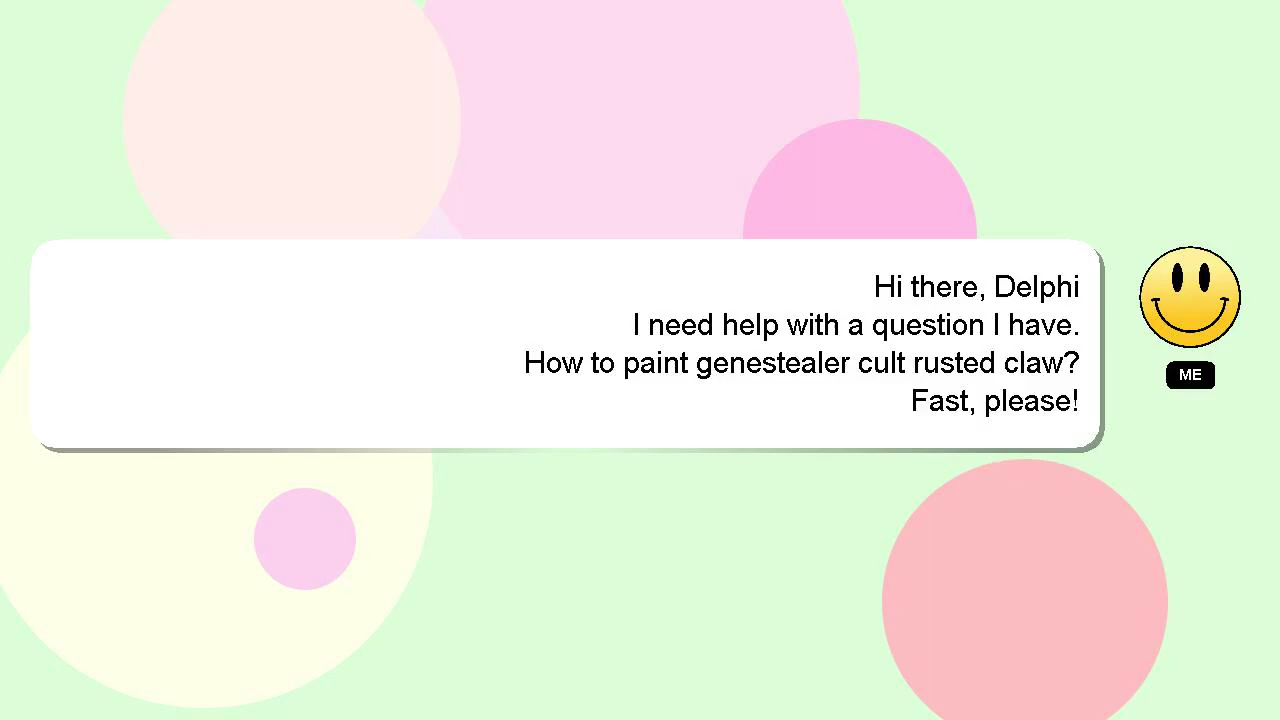 Hi there, Delphi
I need help with a question I have.
How to paint genestealer cult rusted claw?
Fast, please!
ME